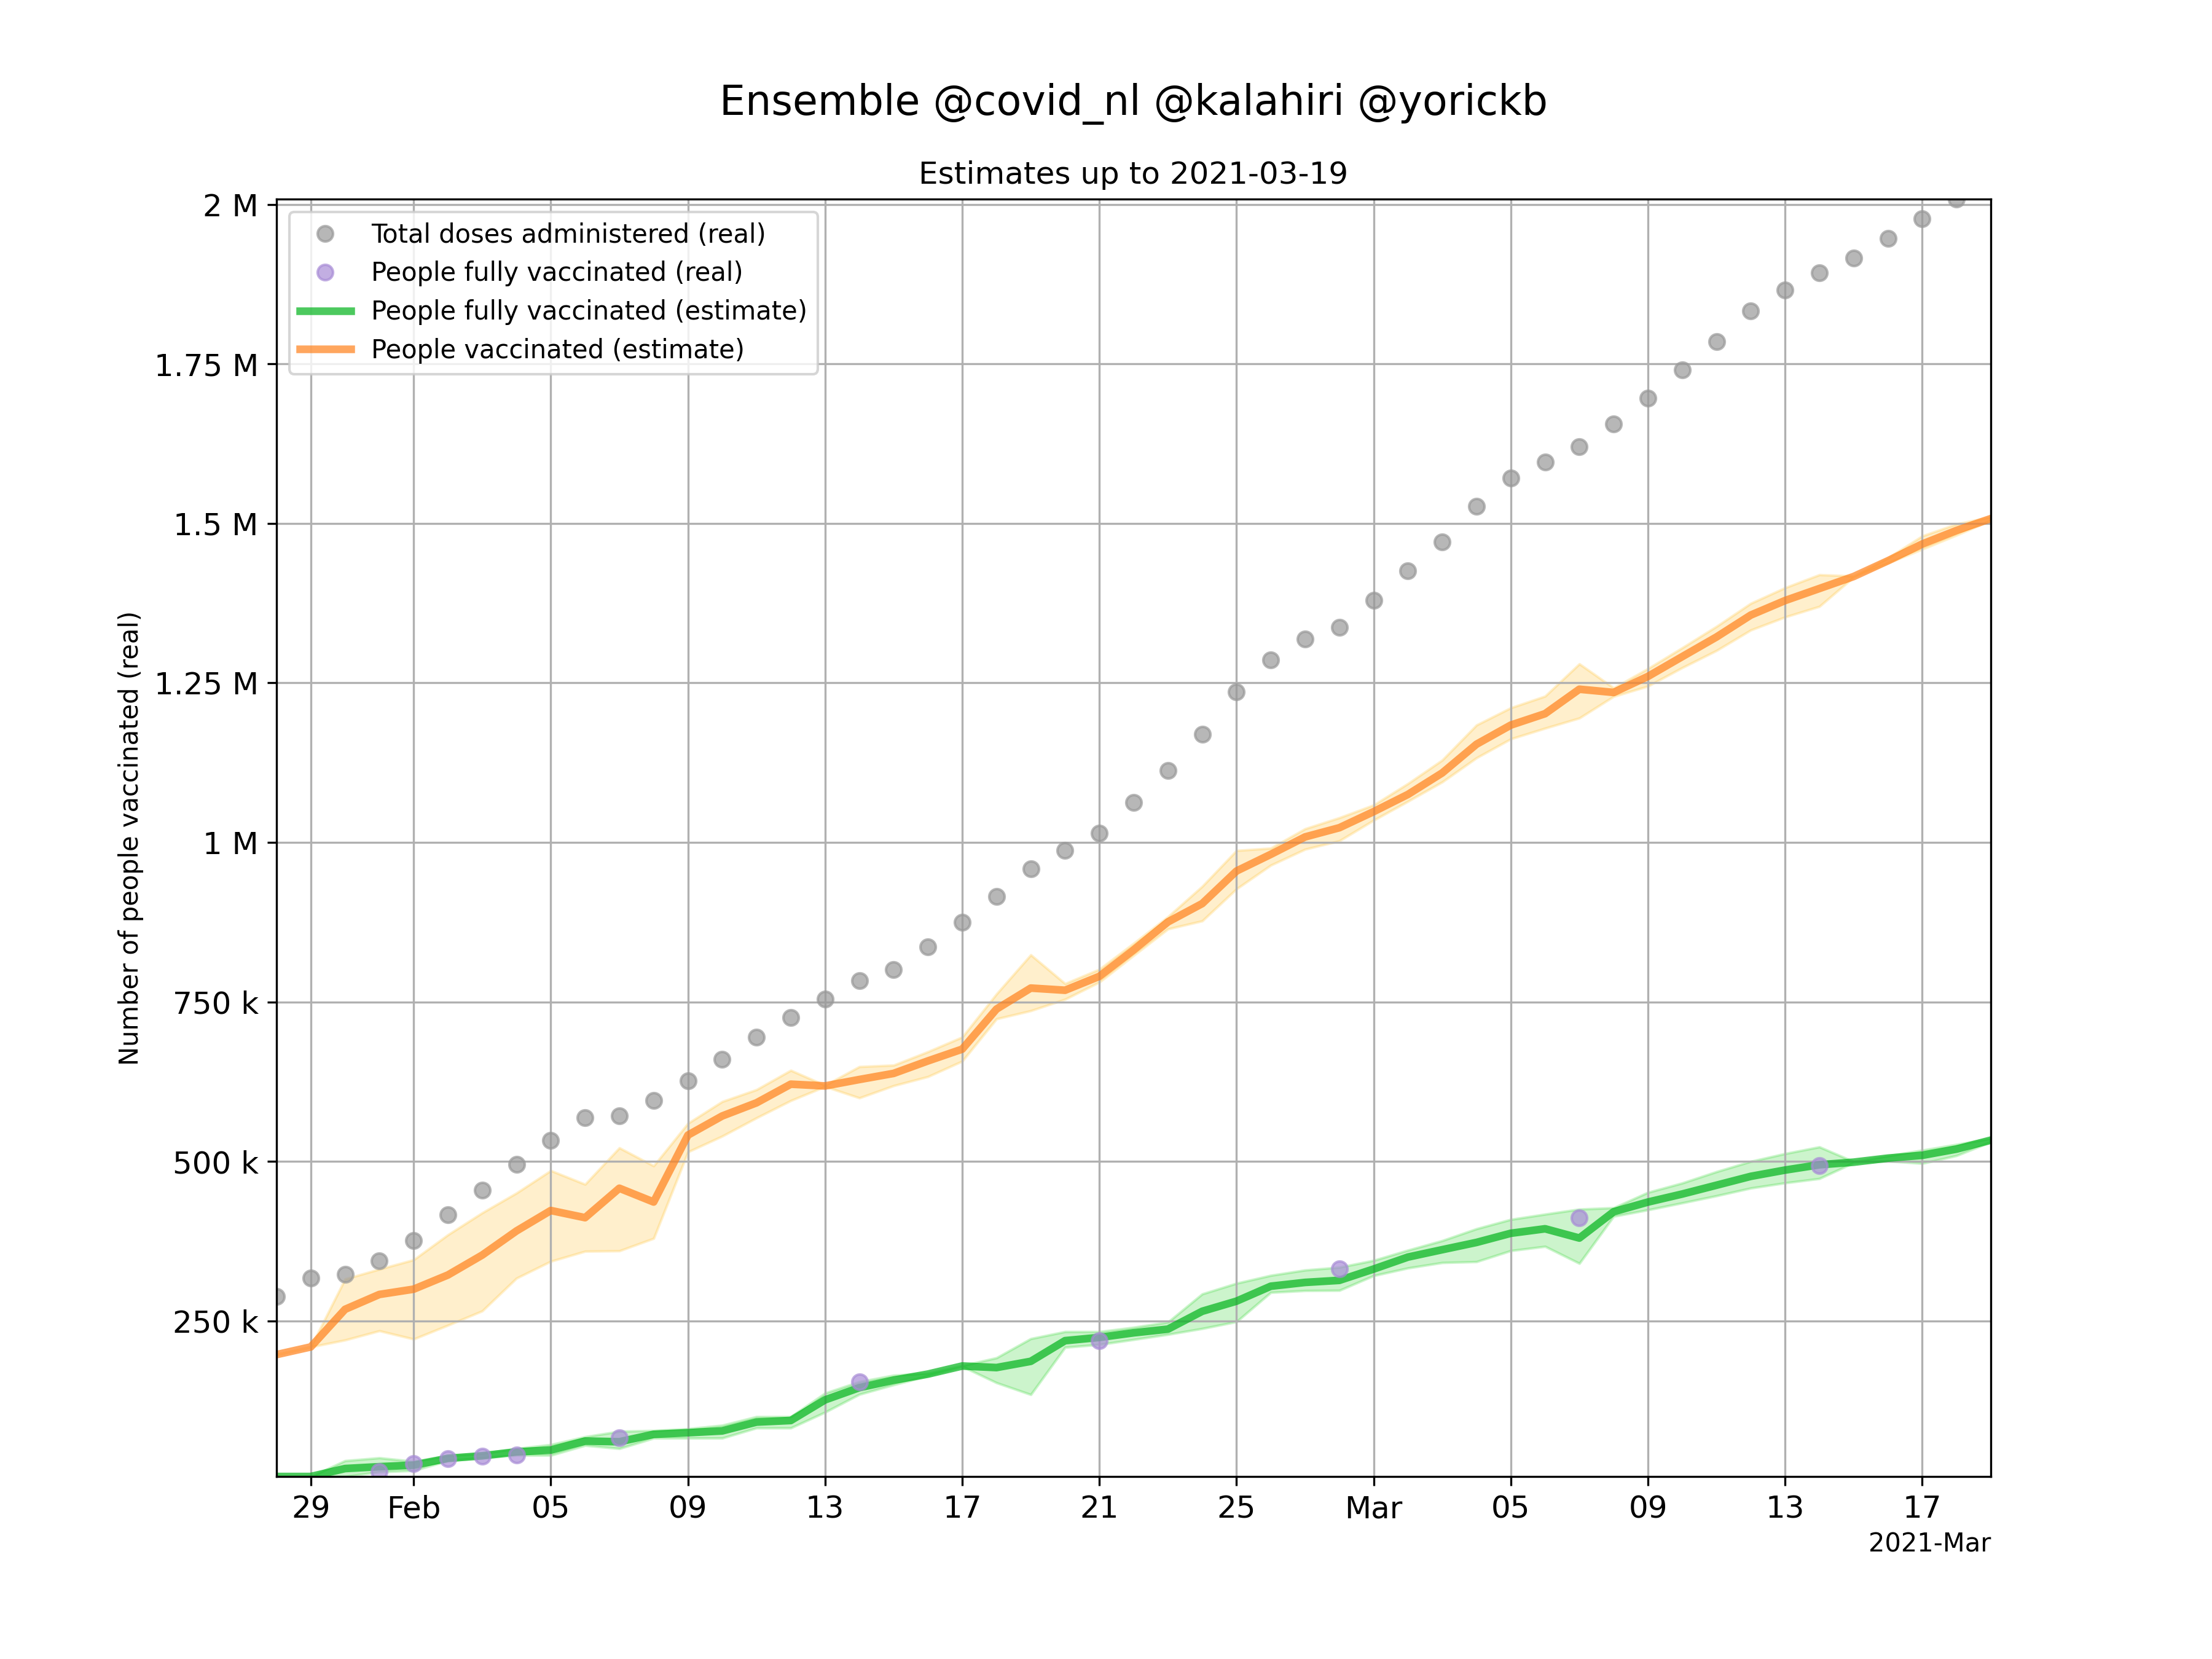 Ensemble @covid_nl @kalahiri @yorickb
Estimates up to 2021-03-19
Total doses administered (real)
People fully vaccinated (real)
People fully vaccinated (estimate)
People vaccinated (estimate)
Number of people vaccinated (real)
2 M
1.75 M
1.5 M
1.25 M
1 M
750 k
500 k
250 k
29 Feb 05 09 13 17 21 25 Mar 05 09 13 17
2021-Mar